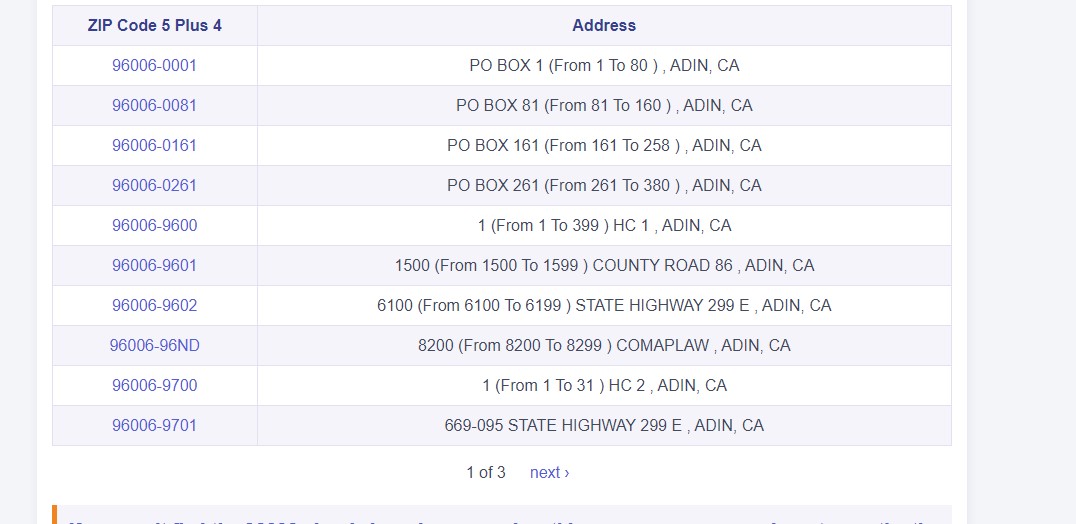 ZIP Code 5 Plus 4 Address
96006-0001 PO BOX 1 (From 1 To 80 ) , ADIN, CA
96006-0081 PO BOX 81 (From 81 To 160 ) , ADIN, CA
96006-0161 PO BOX 161 (From 161 To 258 ) , ADIN, CA
96006-0261 PO BOX 261 (From 261 To 380 ) , ADIN, CA
96006-9600 1 (From 1 To 399 ) HC 1 , ADIN, CA
96006-9601 1500 (From 1500 To 1599 ) COUNTY ROAD 86 , ADIN, CA
96006-9602 6100 (From 6100 To 6199 ) STATE HIGHWAY 299 E , ADIN, CA
96006-96ND 8200 (From 8200 To 8299 ) COMAPLAW , ADIN, CA
96006-9700 1 (From 1 To 31 ) HC 2 , ADIN, CA
96006-9701 669-095 STATE HIGHWAY 299 E , ADIN, CA
1 of 3 next ›